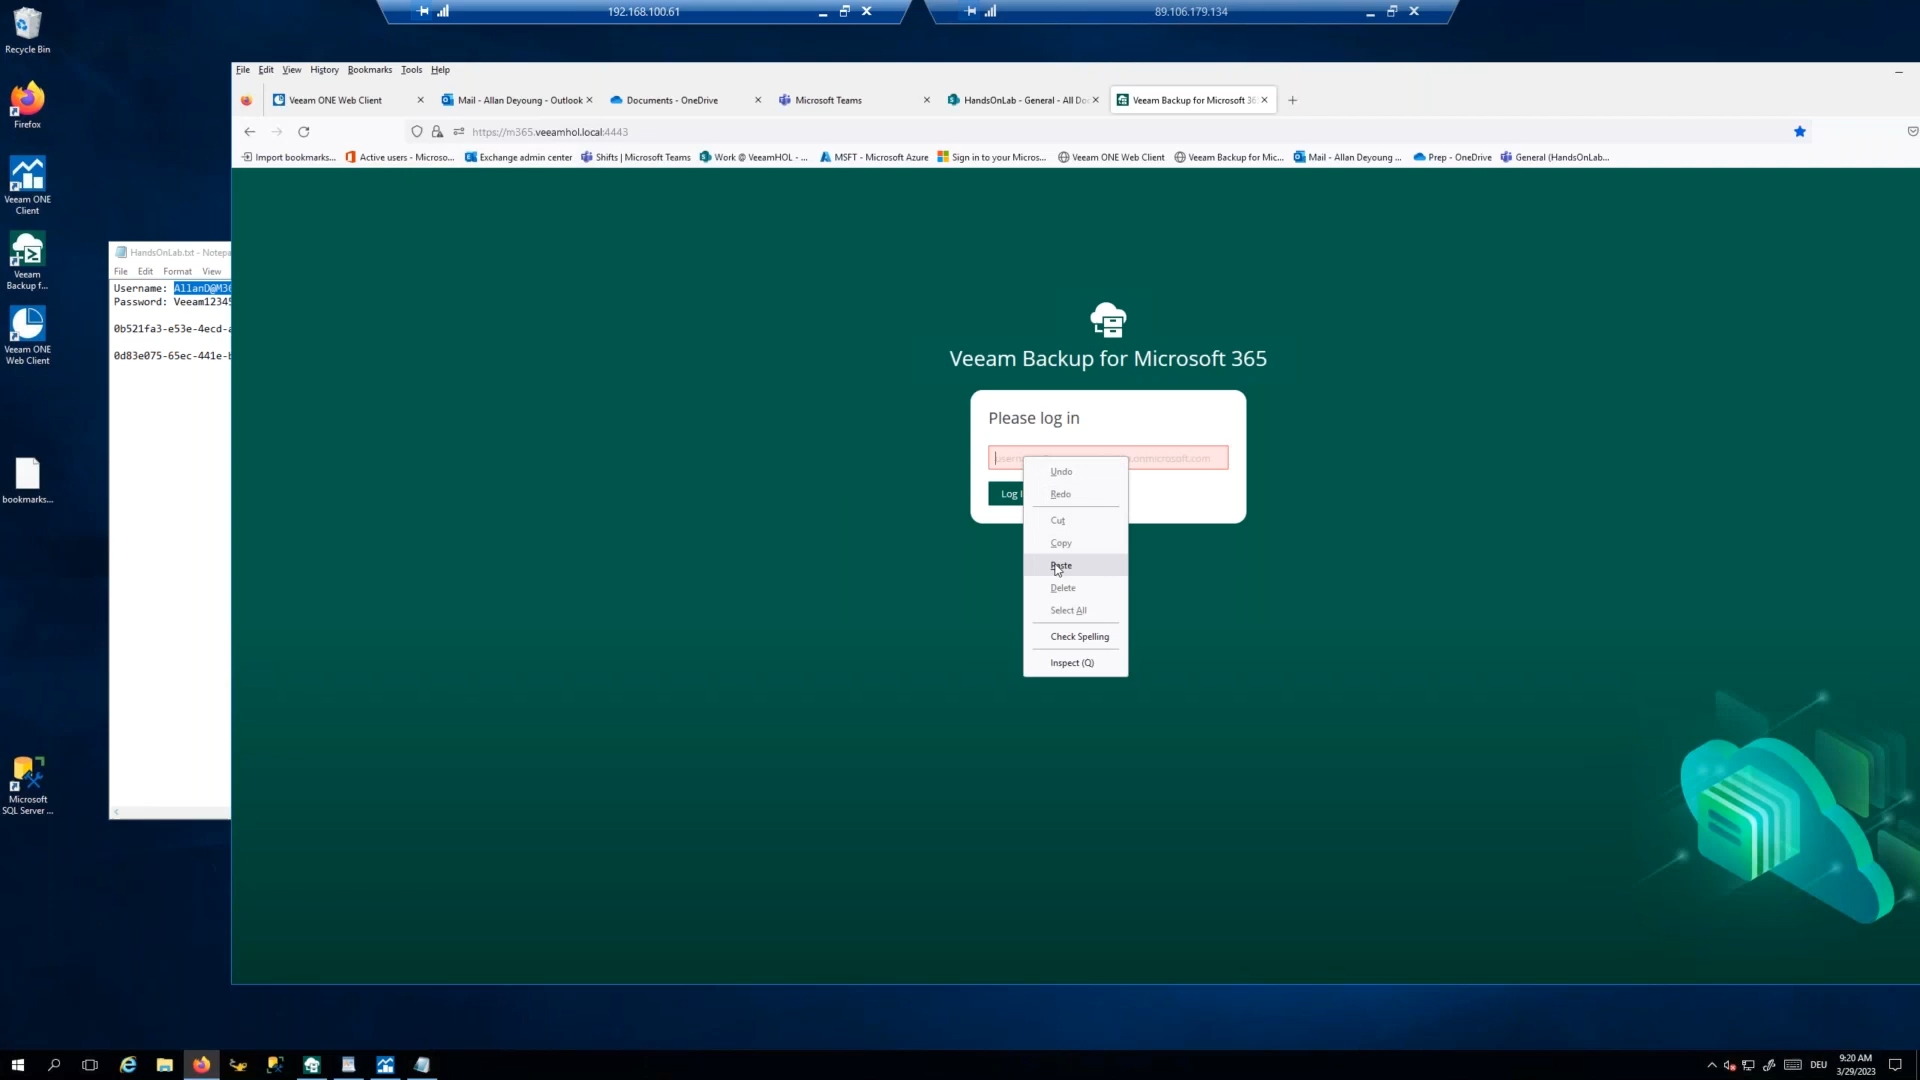 192.168.100.61
89.106.179.134
Recycle Bin
Firefox
Veeam ONE
Client
Veeam
Backup f...
Veeam ONE
Web Client
bookmarks...
Microsoft
SQL Server ...
HandsOnLab.txt - Notepa
File Edit Format View
Username: AllanD@M36
Password: Veeam12345
0b521fa3-e53e-4ecd-a
0d83e075-65ec-441e-b
File Edit View History Bookmarks Tools Help
Veeam ONE Web Client
Mail - Allan Deyoung - Outlook
Documents - OneDrive
Microsoft Teams
HandsOnLab - General - All Do
Veeam Backup for Microsoft 36
https://m365.veeamhol.local:4443
Import bookmarks...
Active users - Microso...
Exchange admin center
Shifts | Microsoft Teams
Work @ VeeamHOL - ...
MSFT - Microsoft Azure
Sign in to your Micros...
Veeam ONE Web Client
Veeam Backup for Mic...
Mail - Allan Deyoung ...
Prep - OneDrive
General (HandsOnLab...
Veeam Backup for Microsoft 365
Please log in
usern
.onmicrosoft.com
Log I
Undo
Redo
Cut
Copy
Paste
Delete
Select All
Check Spelling
Inspect (Q)
DEU
9:20 AM
3/29/2023